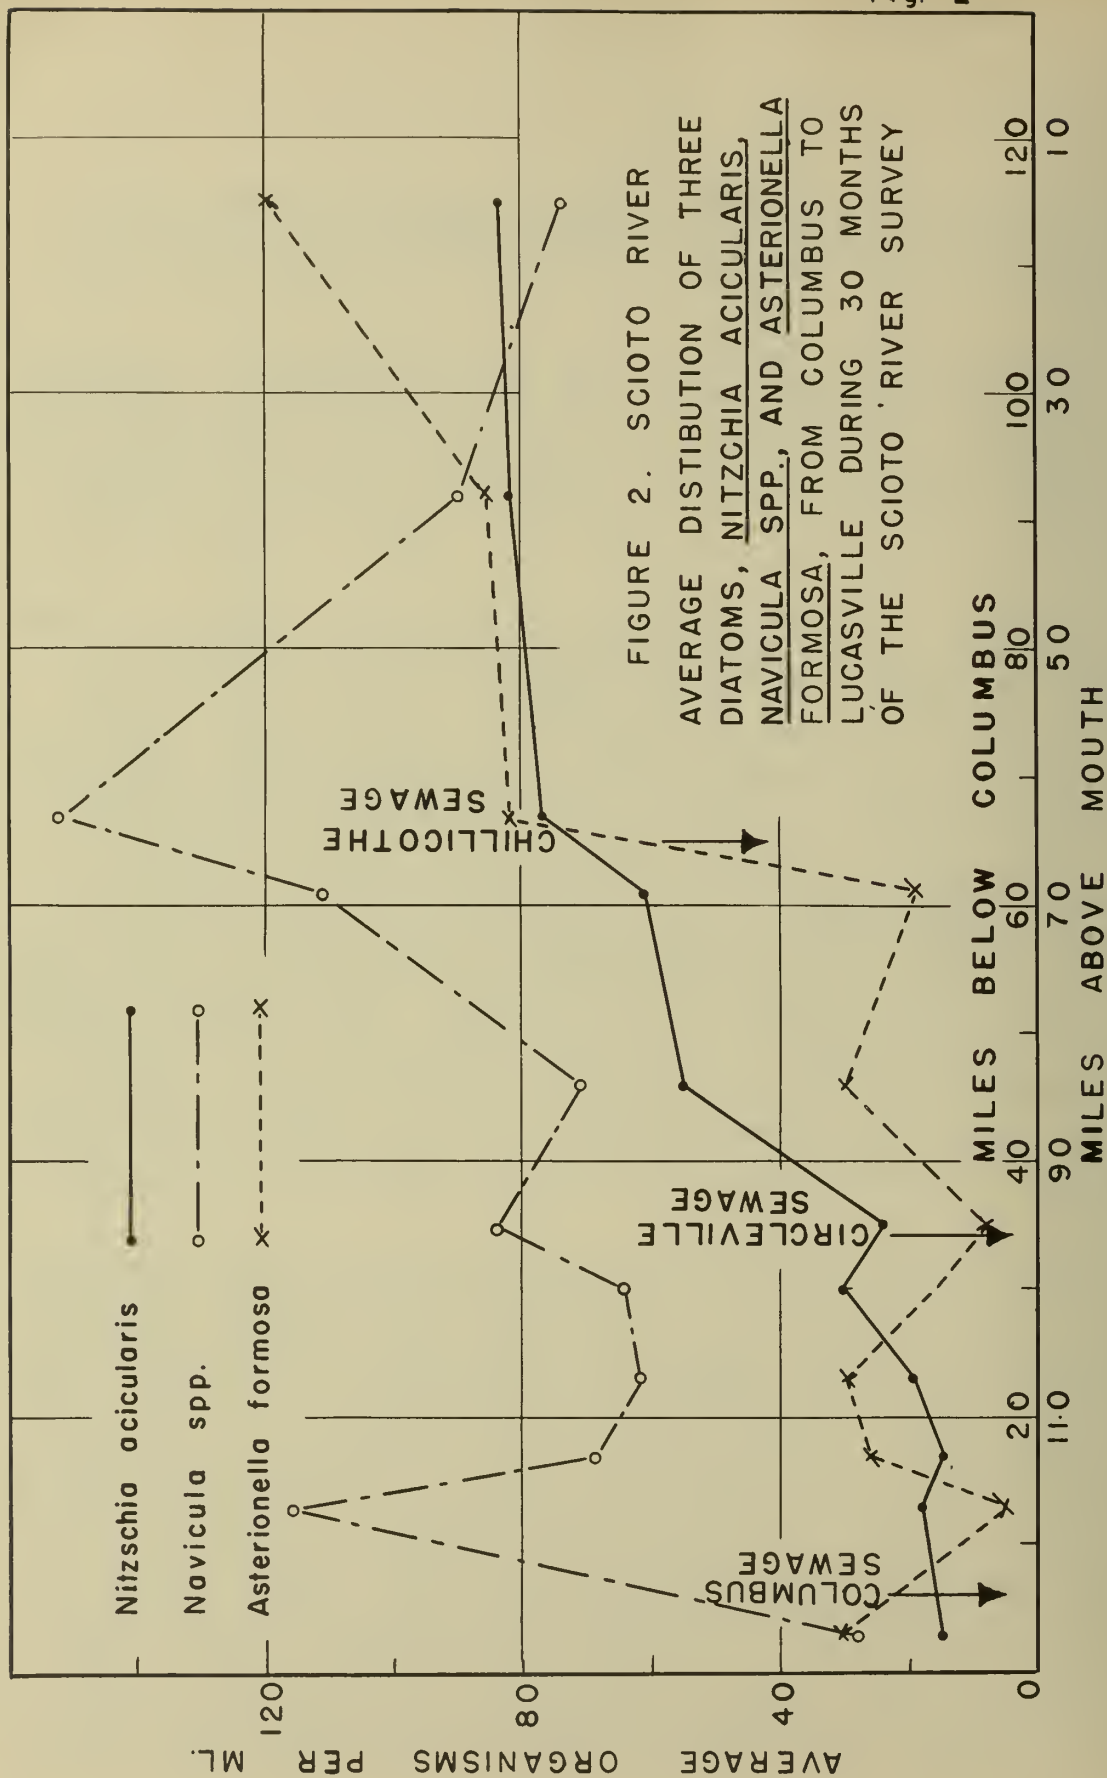 Nitzschia acicularis
Navicula spp.
Asterionella formosa
AVERAGE ORGANISMS PER ML.
120
80
40
0
COLUMBUS
SEWAGE
CIRCLEVILLE
SEWAGE
CHILLICOTHE
SEWAGE
FIGURE 2. SCIOTO RIVER
AVERAGE DISTIBUTION OF THREE
DIATOMS, NITZCHIA ACICULARIS,
NAVICULA SPP., AND ASTERIONELLA
FORMOSA, FROM COLUMBUS TO
LUCASVILLE DURING 30 MONTHS
OF THE SCIOTO RIVER SURVEY
MILES BELOW COLUMBUS
20 40 60 80 100 120
110 90 70 50 30 10
MILES ABOVE MOUTH